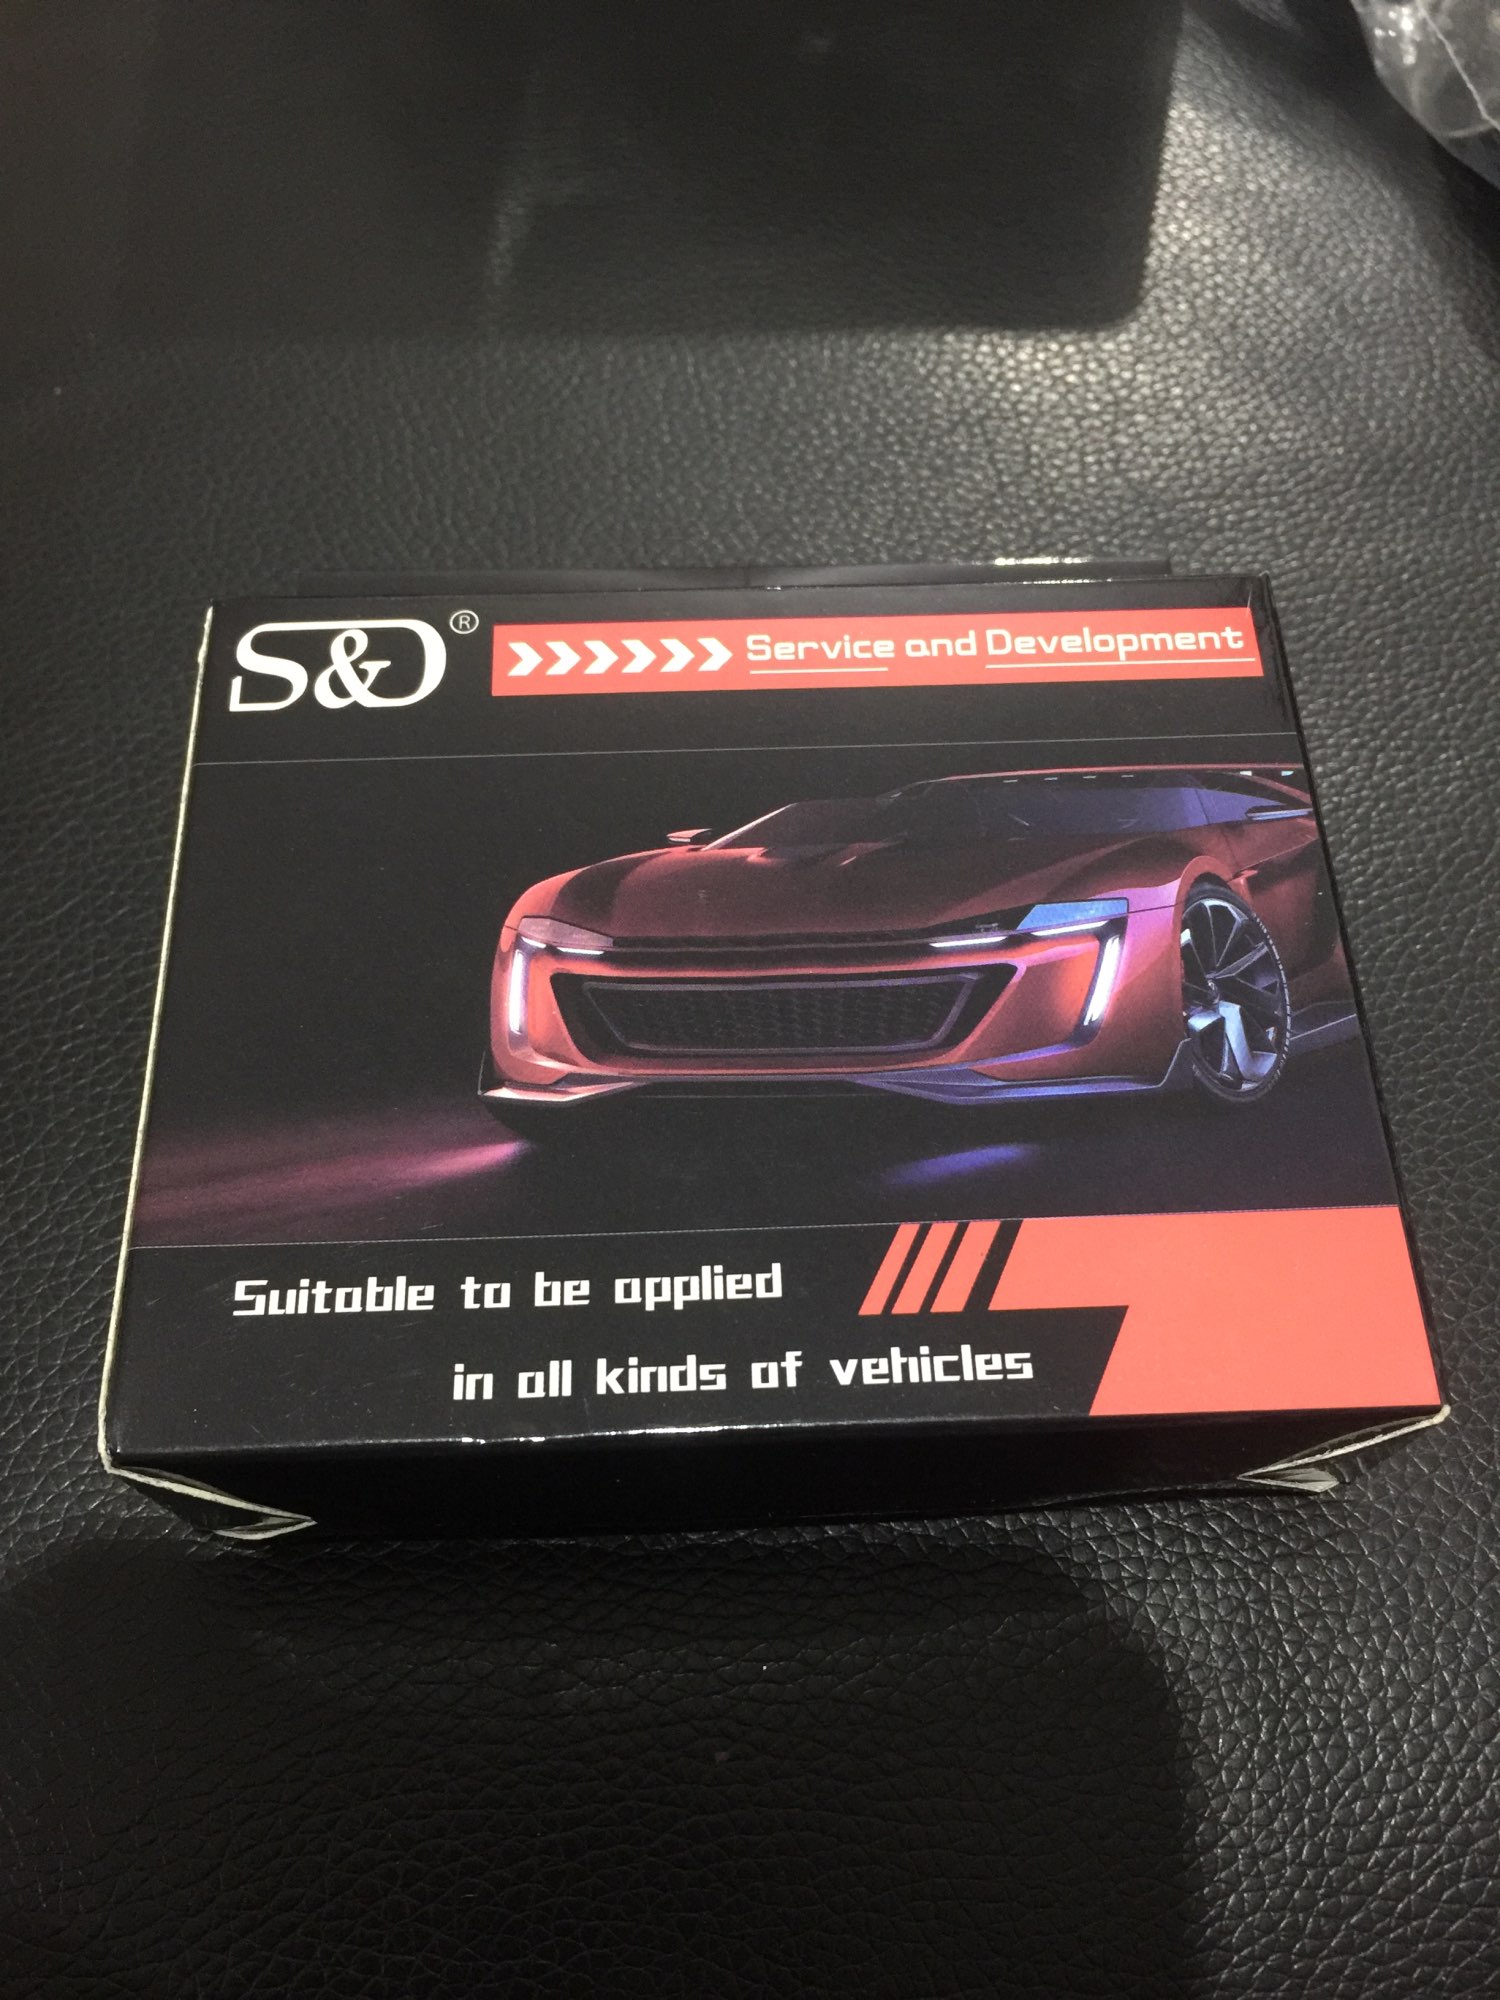 S&D®
Service and Development
Suitable to be applied
in all kinds of vehicles